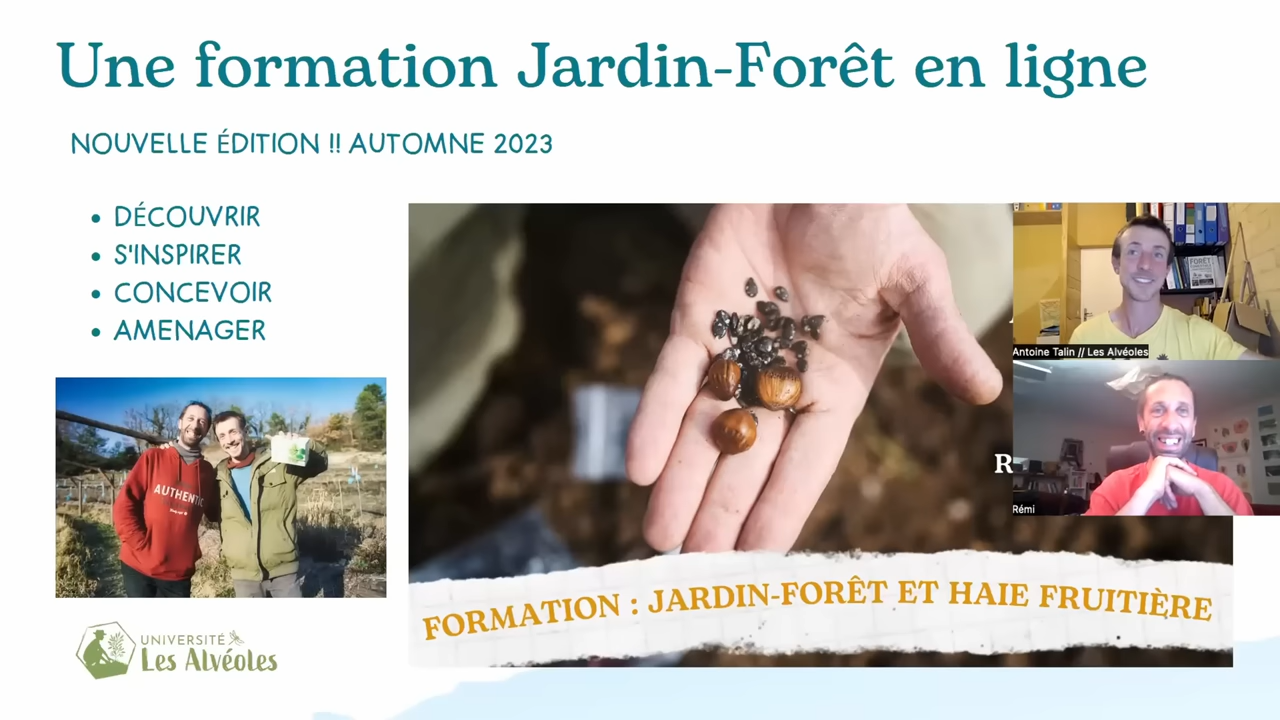 Une formation Jardin-Forêt en ligne
NOUVELLE ÉDITION !! AUTOMNE 2023
DÉCOUVRIR
S'INSPIRER
CONCEVOIR
AMENAGER
AUTHENTIC
FORÊT
Antoine Talin // Les Alvéoles
R
Rémi
FORMATION : JARDIN-FORÊT ET HAIE FRUITIÈRE
UNIVERSITÉ
Les Alvéoles